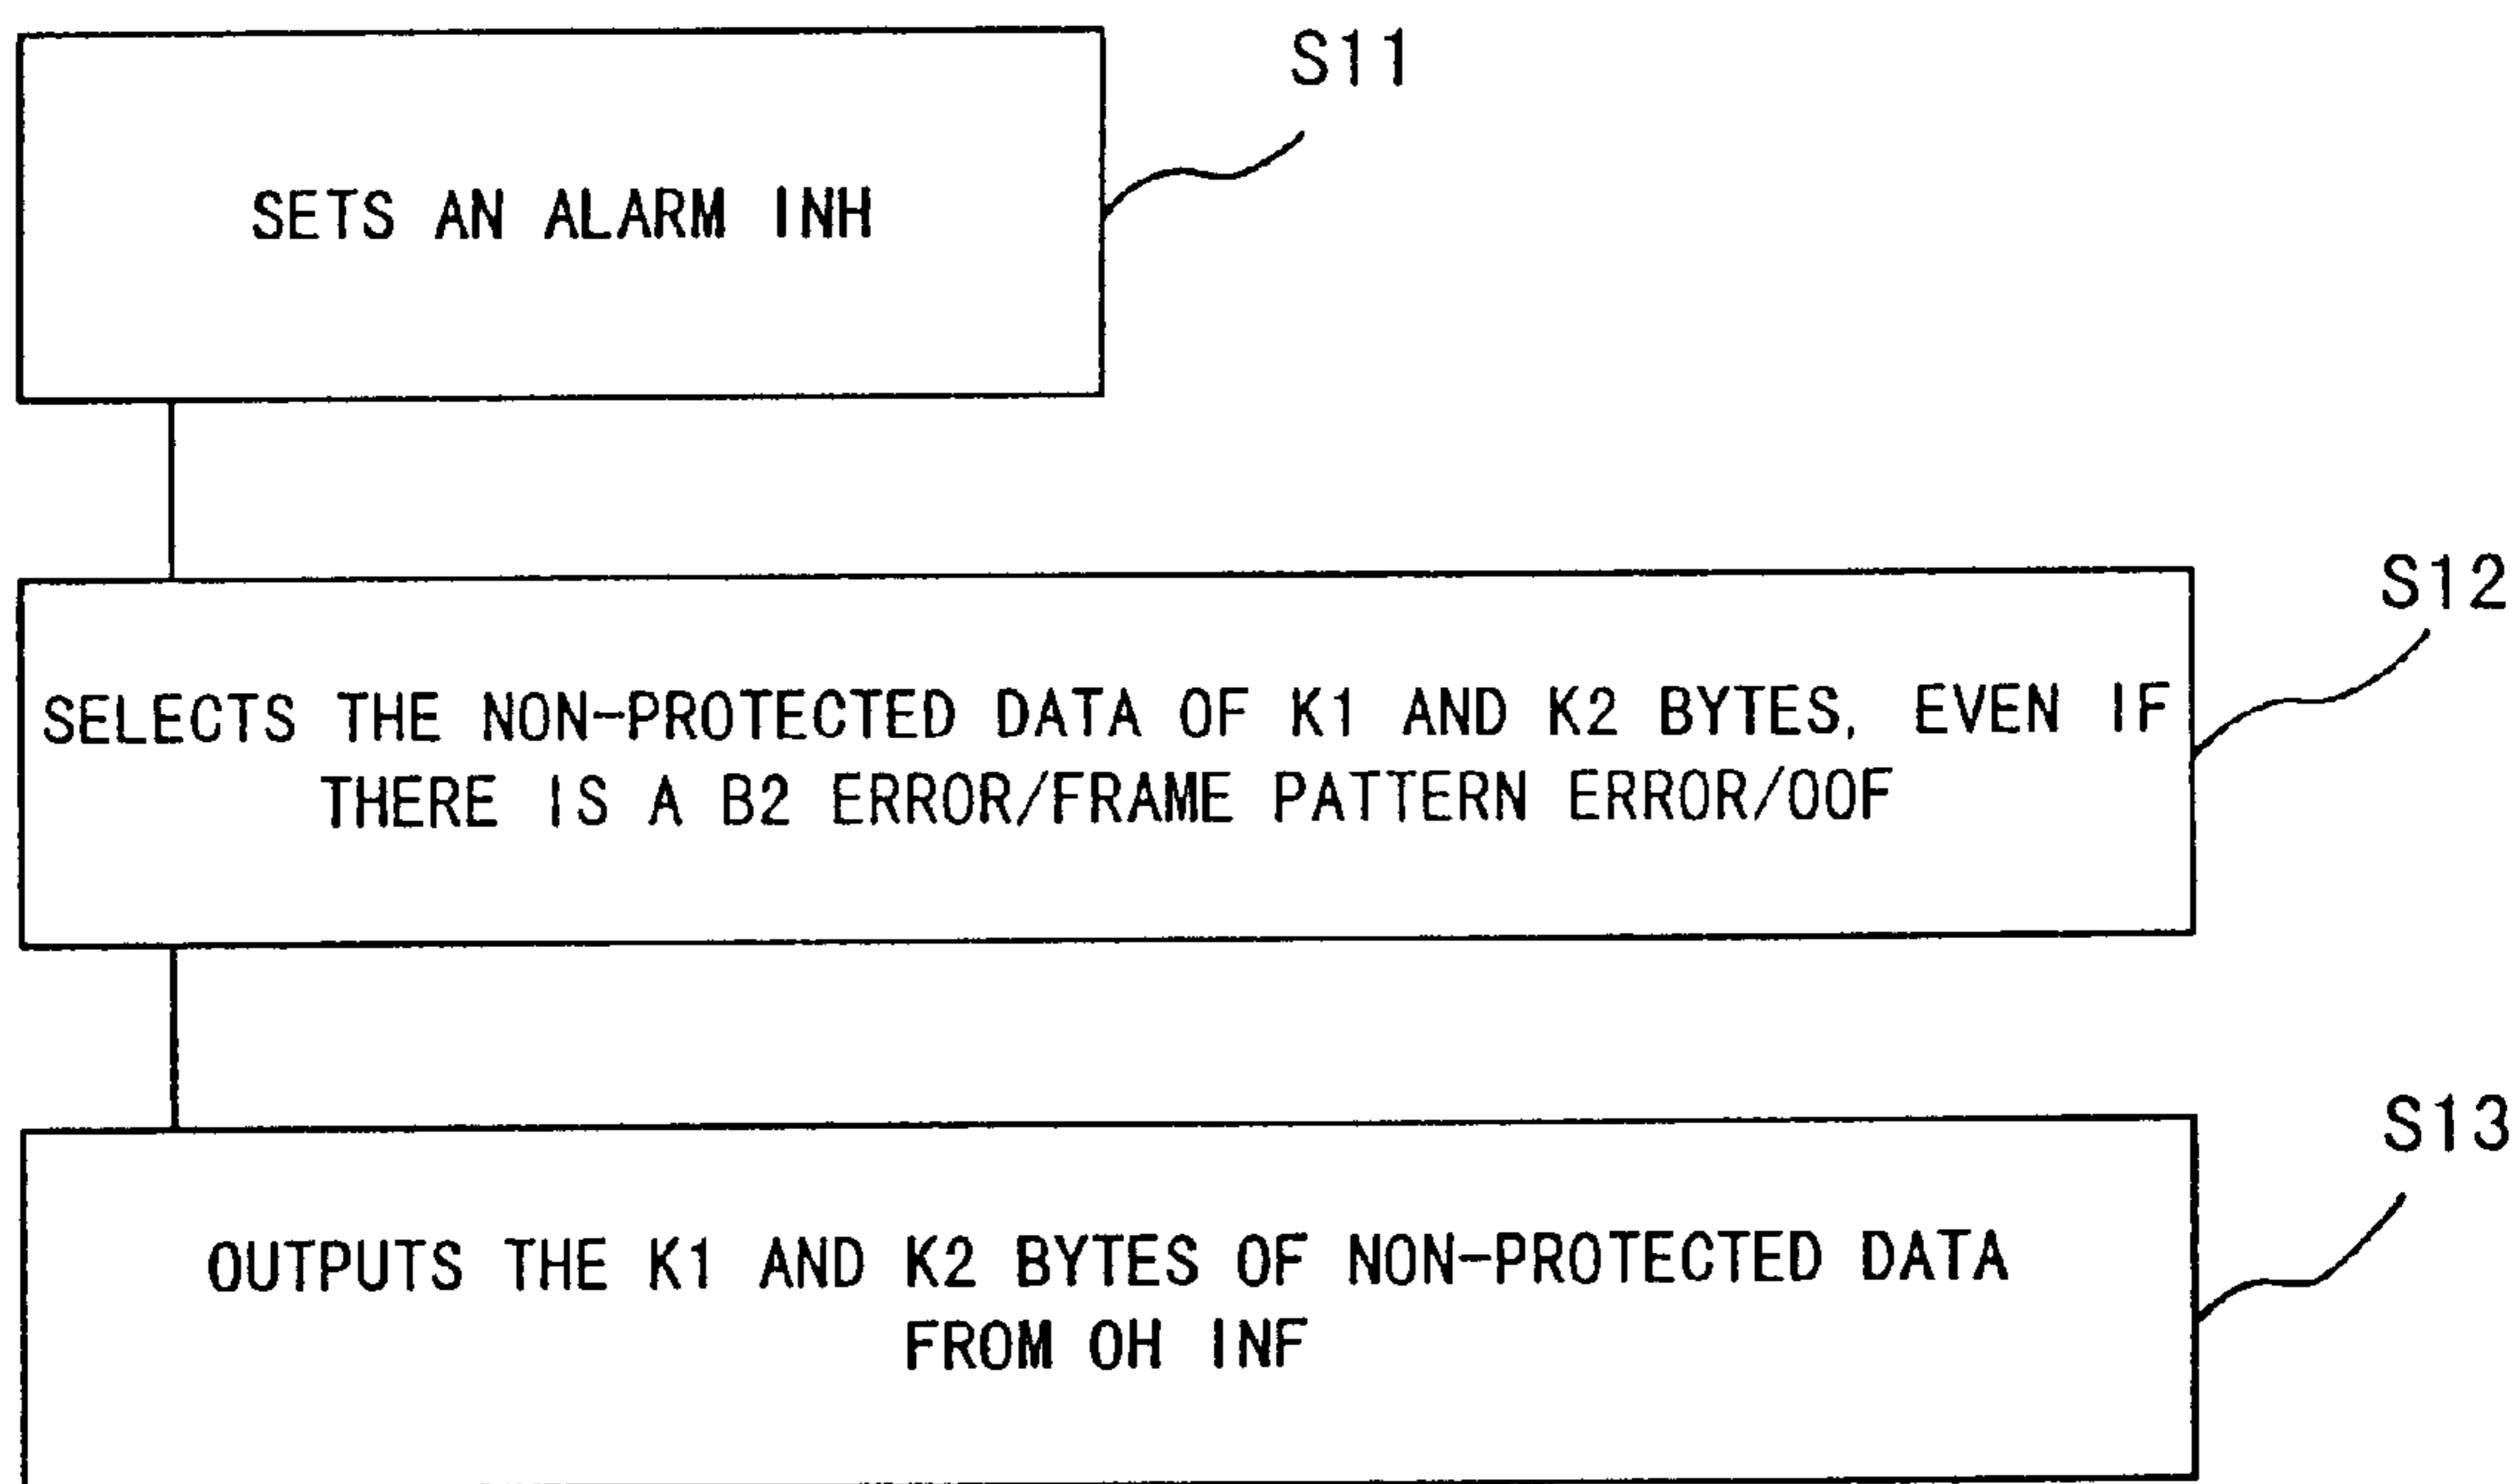 S11
SETS AN ALARM INH
S12
SELECTS THE NON-PROTECTED DATA OF K1 AND K2 BYTES, EVEN IF
THERE IS A B2 ERROR/FRAME PATTERN ERROR/OOF
S13
OUTPUTS THE K1 AND K2 BYTES OF NON-PROTECTED DATA
FROM OH INF